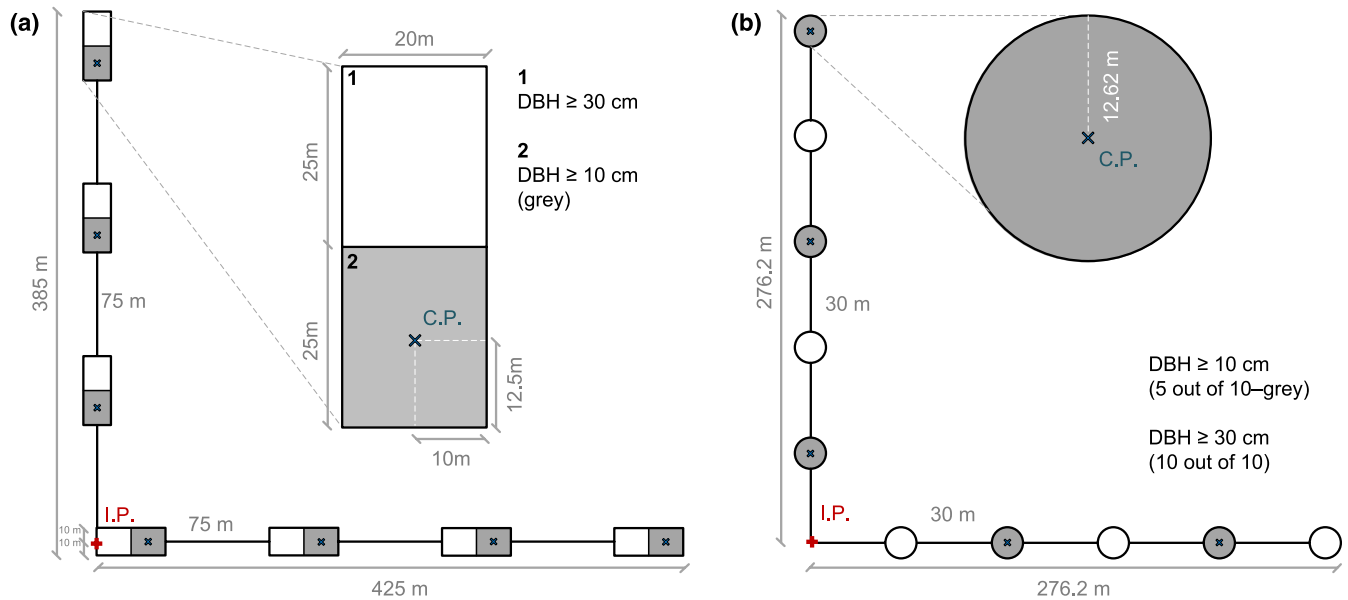 (a)
385 m
75 m
10 m
10 m
I.P.
75 m
425 m
20m
25m
25m
1
2
C.P.
12.5m
10m
1
DBH ≥ 30 cm
2
DBH ≥ 10 cm
(grey)
(b)
276.2 m
30 m
I.P.
30 m
276.2 m
12.62 m
C.P.
DBH ≥ 10 cm
(5 out of 10–grey)
DBH ≥ 30 cm
(10 out of 10)